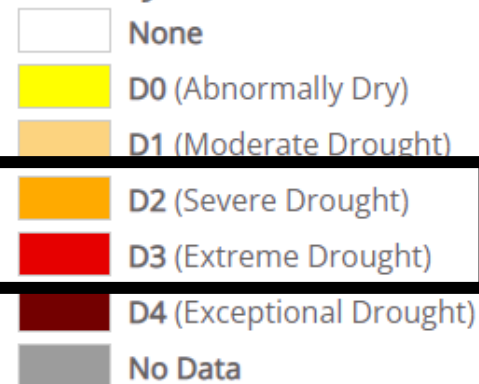 None
D0 (Abnormally Dry)
D1 (Moderate Drought)
D2 (Severe Drought)
D3 (Extreme Drought)
D4 (Exceptional Drought)
No Data